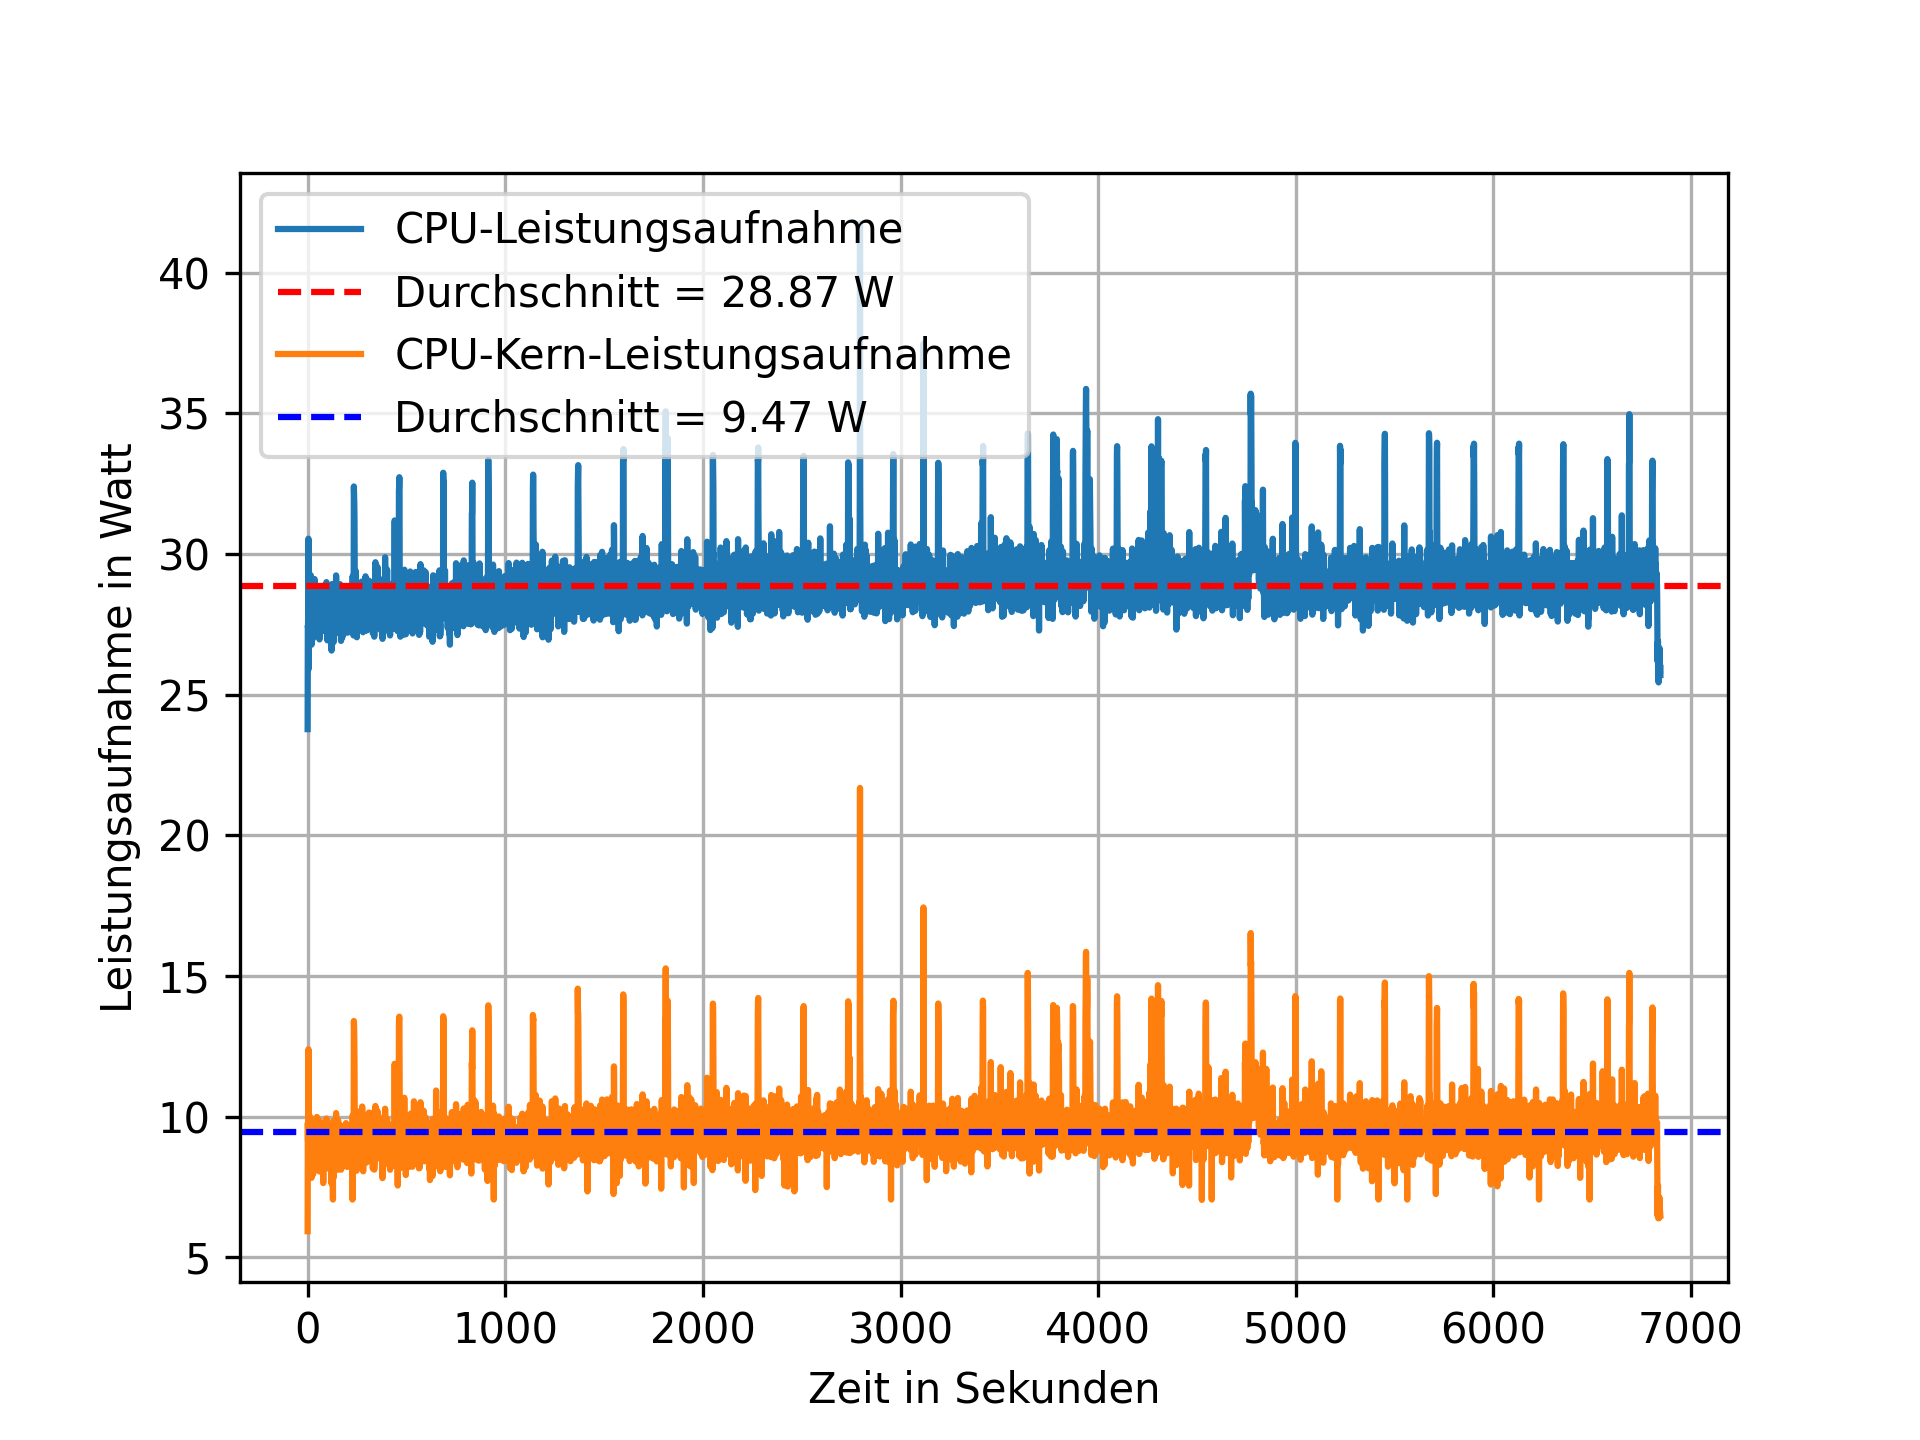 CPU-Leistungsaufnahme
Durchschnitt = 28.87 W
CPU-Kern-Leistungsaufnahme
Durchschnitt = 9.47 W
40
35
30
25
20
15
10
5
Leistungsaufnahme in Watt
0 1000 2000 3000 4000 5000 6000 7000
Zeit in Sekunden